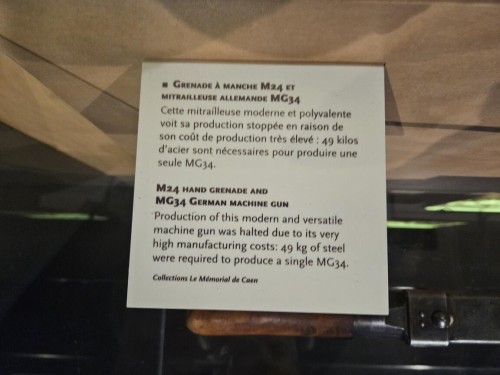 ▪ Grenade à manche M24 et
mitrailleuse allemande MG34
Cette mitrailleuse moderne et polyvalente
voit sa production stoppée en raison de
son coût de production très élevé : 49 kilos
d'acier sont nécessaires pour produire une
seule MG34.
M24 hand grenade and
MG34 German machine gun
Production of this modern and versatile
machine gun was halted due to its very
high manufacturing costs: 49 kg of steel
were required to produce a single MG34.
Collections Le Mémorial de Caen